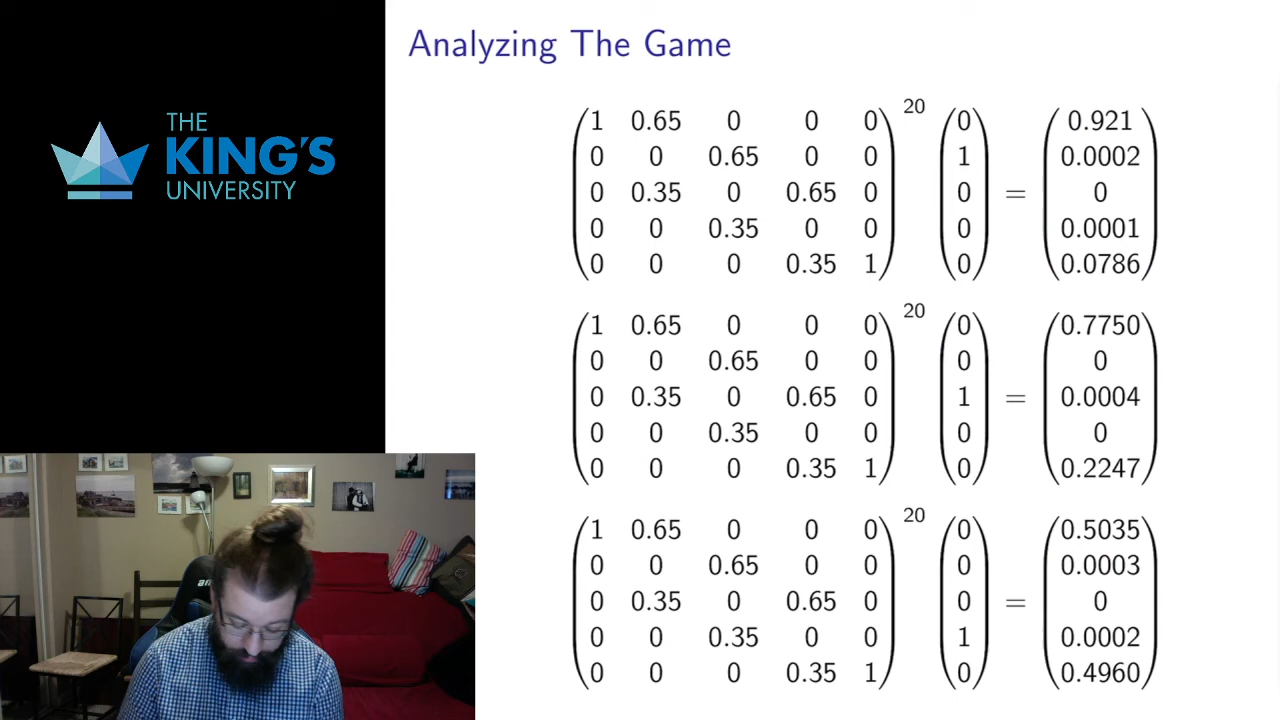 THE
KING'S
UNIVERSITY
Analyzing The Game
1 0.65 0 0 0 20 0 0.921
0 0 0.65 0 0 1 0.0002
0 0.35 0 0.65 0 0 = 0
0 0 0.35 0 0 0 0.0001
0 0 0 0.35 1 0 0.0786
1 0.65 0 0 0 20 0 0.7750
0 0 0.65 0 0 0 0
0 0.35 0 0.65 0 1 = 0.0004
0 0 0.35 0 0 0 0
0 0 0 0.35 1 0 0.2247
1 0.65 0 0 0 20 0 0.5035
0 0 0.65 0 0 0 0.0003
0 0.35 0 0.65 0 0 = 0
0 0 0.35 0 0 1 0.0002
0 0 0 0.35 1 0 0.4960